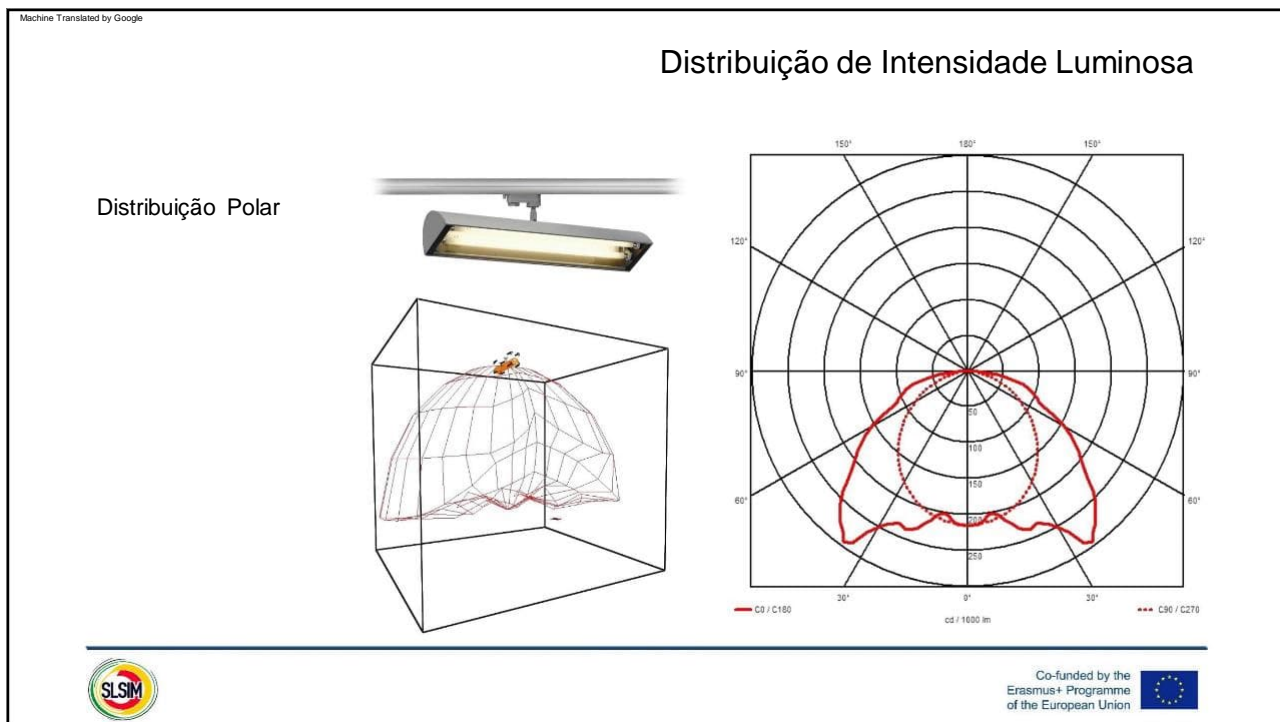 Machine Translated by Google
Distribuição de Intensidade Luminosa
Distribuição Polar
150° 180° 150°
120° 120°
90° 90°
50
100
150
60° 60°
200
250
30° 0° 30°
C0 / C180 C90 / C270
cd / 1000 lm
SLSIM
Co-funded by the
Erasmus+ Programme
of the European Union